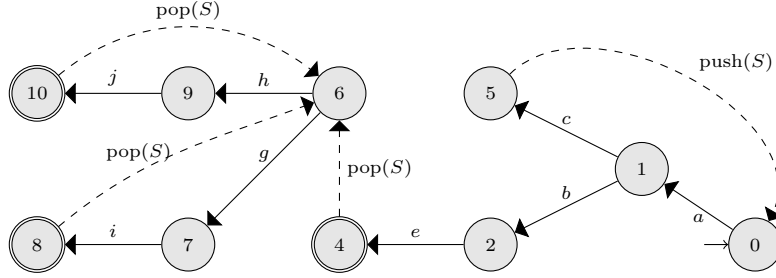 pop(S)
push(S)
10 j 9 h 6 5
c
pop(S) g pop(S) 1
b a
8 i 7 4 e 2 0